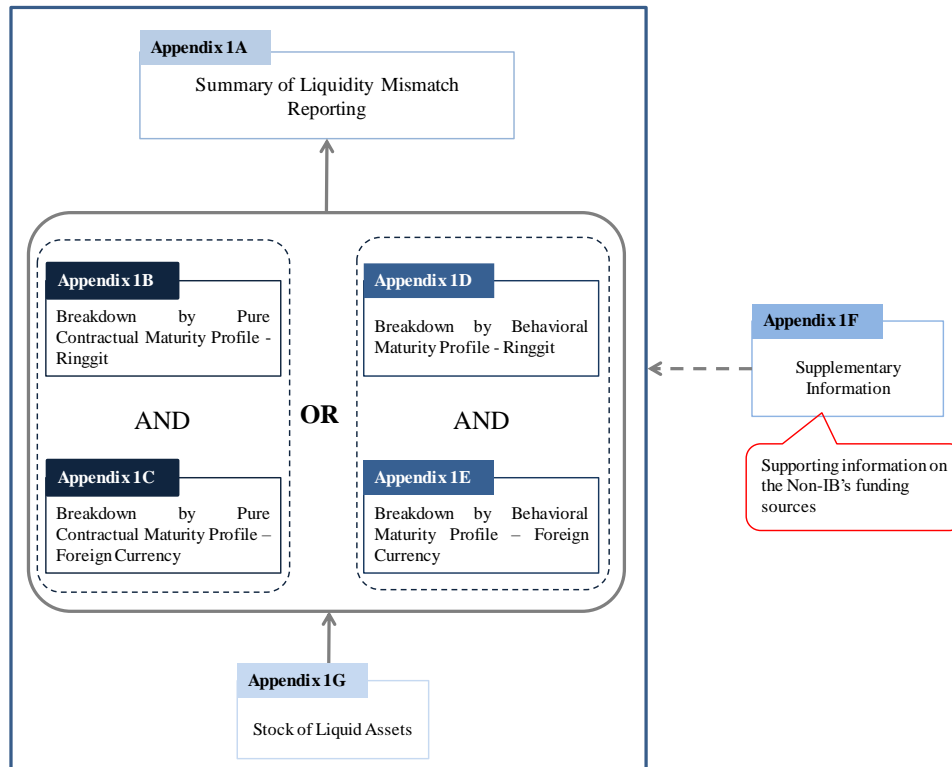 Appendix 1A
Summary of Liquidity Mismatch
Reporting
Appendix 1B
Breakdown by Pure
Contractual Maturity Profile -
Ringgit
AND
Appendix 1C
Breakdown by Pure
Contractual Maturity Profile –
Foreign Currency
OR
Appendix 1D
Breakdown by Behavioral
Maturity Profile - Ringgit
AND
Appendix 1E
Breakdown by Behavioral
Maturity Profile – Foreign
Currency
Appendix 1F
Supplementary
Information
Supporting information on
the Non-IB's funding
sources
Appendix 1G
Stock of Liquid Assets